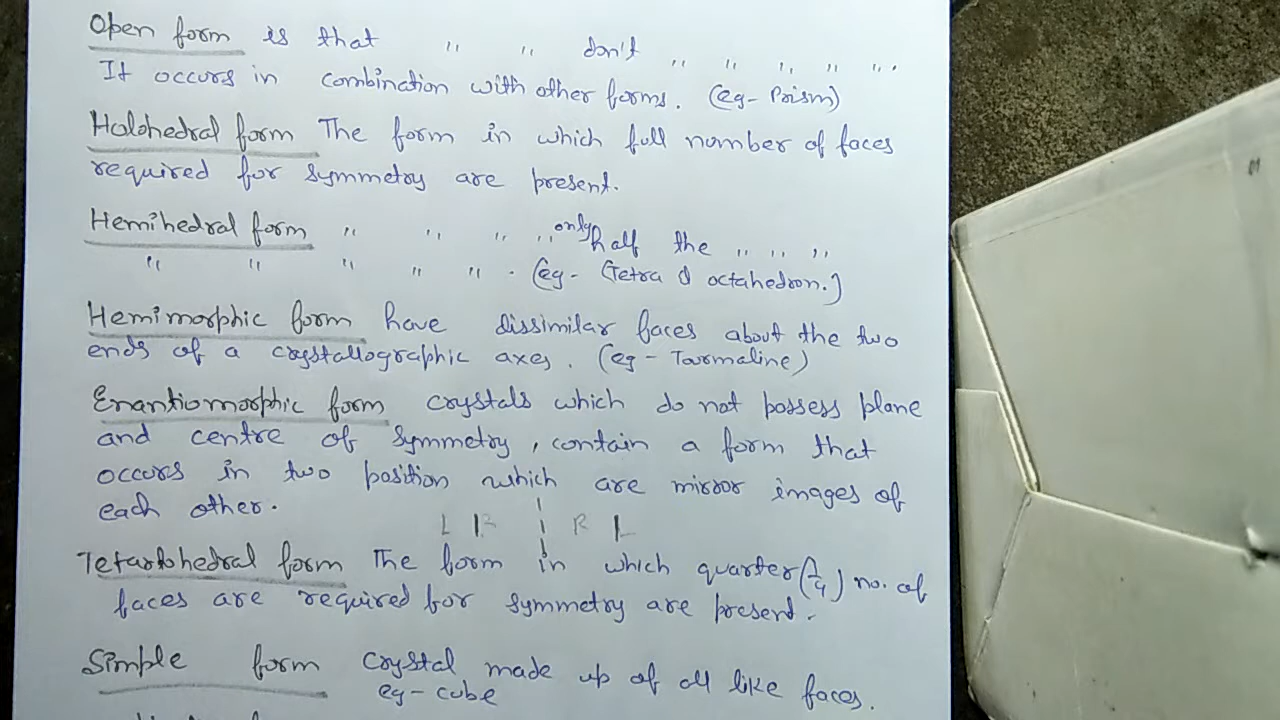 Open form is that " " don't " " " " ".
It occurs in combination with other forms. (eg- Prism)
Holohedral form The form in which full number of faces
required for symmetry are present.
Hemihedral form " " " " only half the " " "
" " " " " . (eg- (Tetra d octahedron.)
Hemimorphic form have dissimilar faces about the two
ends of a crystallographic axes. (eg - Tourmaline)
Enantiomorphic form crystals which do not possess plane
and centre of symmetry, contain a form that
occurs in two position which are mirror images of
each other.
L R R L
Tetartohedral form The form in which quarter (1/4) no. of
faces are required for symmetry are present.
Simple form crystal made up of all like faces.
eg- cube